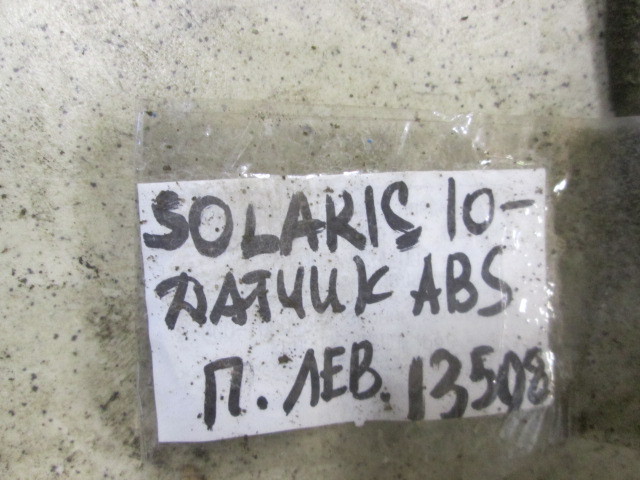 SOLARIS 10-
ДАТЧИК ABS
П. ЛЕВ. 13508